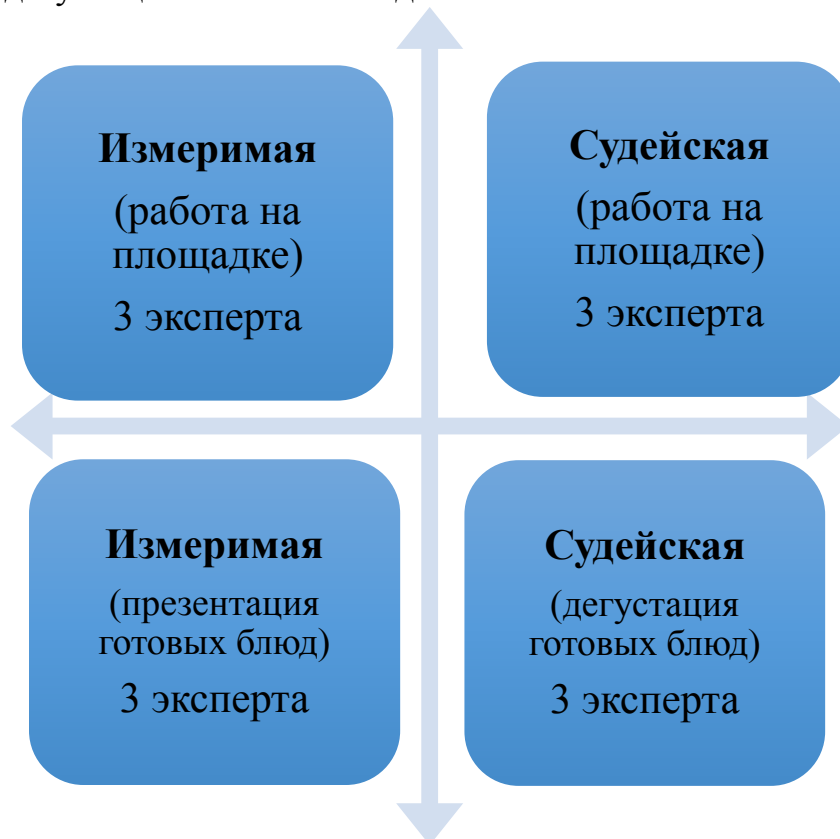 Измеримая
(работа на
площадке)
3 эксперта
Судейская
(работа на
площадке)
3 эксперта
Измеримая
(презентация
готовых блюд)
3 эксперта
Судейская
(дегустация
готовых блюд)
3 эксперта